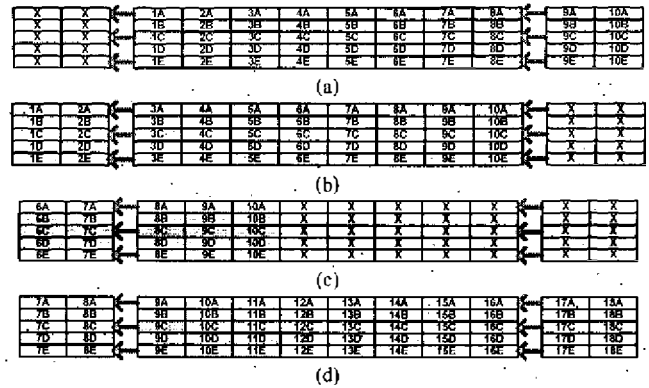 X X 1A 2A 3A 4A 5A 6A 7A 8A 9A 10A
X X 1B 2B 3B 4B 5B 6B 7B 8B 9B 10B
X X 1C 2C 3C 4C 5C 6C 7C 8C 9C 10C
X X 1D 2D 3D 4D 5D 6D 7D 8D 9D 10D
X X 1E 2E 3E 4E 5E 6E 7E 8E 9E 10E
(a)
1A 2A 3A 4A 5A 6A 7A 8A 9A 10A X X
1B 2B 3B 4B 5B 6B 7B 8B 9B 10B X X
1C 2C 3C 4C 5C 6C 7C 8C 9C 10C X X
1D 2D 3D 4D 5D 6D 7D 8D 9D 10D X X
1E 2E 3E 4E 5E 6E 7E 8E 9E 10E X X
(b)
6A 7A 8A 9A 10A X X X X X X X
6B 7B 8B 9B 10B X X X X X X X
6C 7C 8C 9C 10C X X X X X X X
6D 7D 8D 9D 10D X X X X X X X
6E 7E 8E 9E 10E X X X X X X X
(c)
7A 8A 9A 10A 11A 12A 13A 14A 15A 16A 17A 18A
7B 8B 9B 10B 11B 12B 13B 14B 15B 16B 17B 18B
7C 8C 9C 10C 11C 12C 13C 14C 15C 16C 17C 18C
7D 8D 9D 10D 11D 12D 13D 14D 15D 16D 17D 18D
7E 8E 9E 10E 11E 12E 13E 14E 15E 16E 17E 18E
(d)